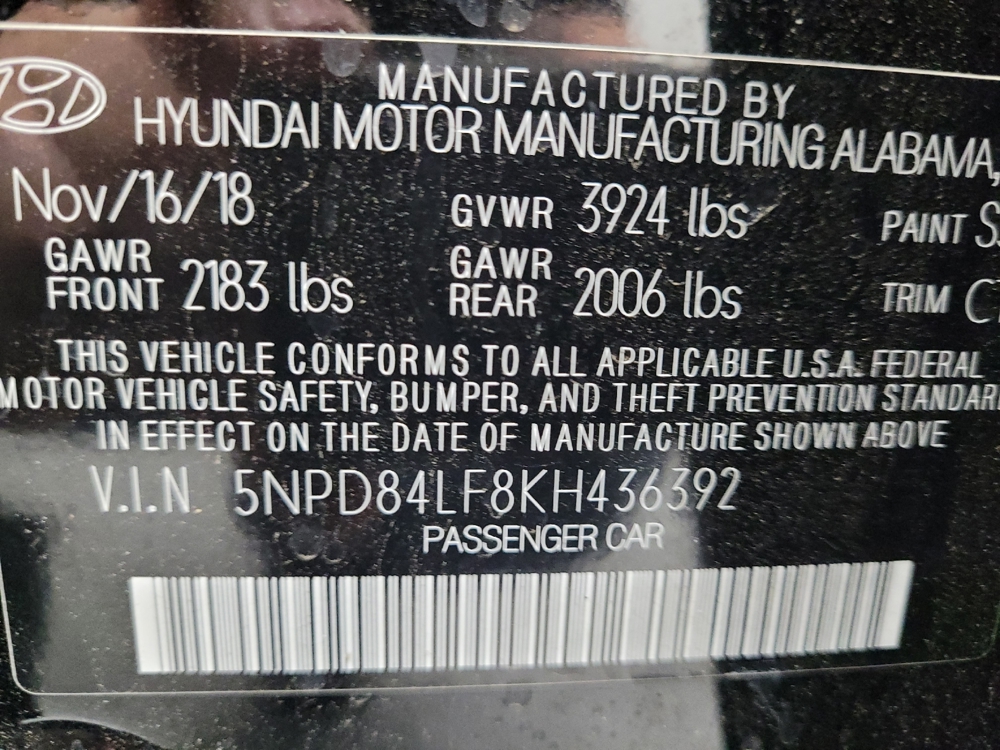 MANUFACTURED BY
HYUNDAI MOTOR MANUFACTURING ALABAMA,
Nov/16/18 GVWR 3924 lbs PAINT
GAWR FRONT 2183 lbs GAWR REAR 2006 lbs TRIM
THIS VEHICLE CONFORMS TO ALL APPLICABLE U.S.A. FEDERAL
MOTOR VEHICLE SAFETY, BUMPER, AND THEFT PREVENTION STANDAR
IN EFFECT ON THE DATE OF MANUFACTURE SHOWN ABOVE
V.I.N. 5NPD84LF8KH436392
PASSENGER CAR